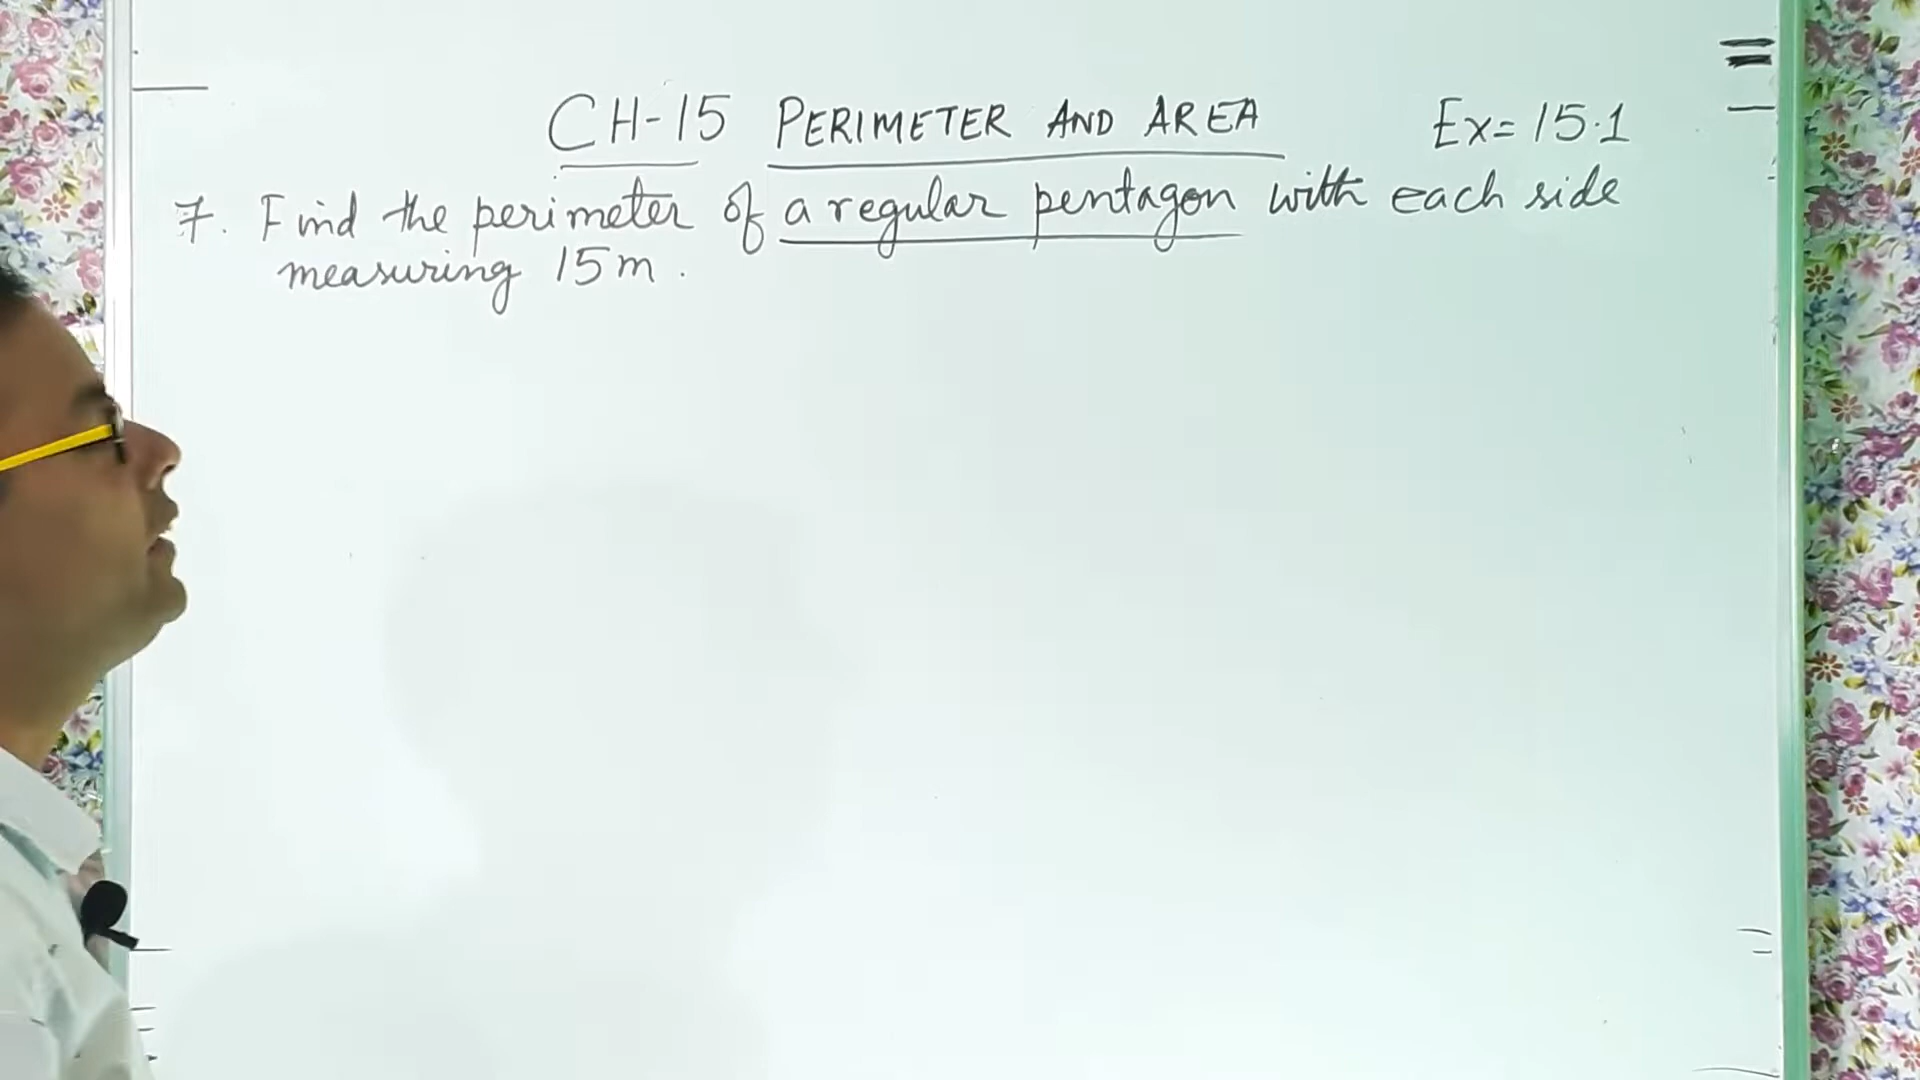 CH-15 PERIMETER AND AREA Ex= 15.1
7. Find the perimeter of a regular pentagon with each side
measuring 15m.